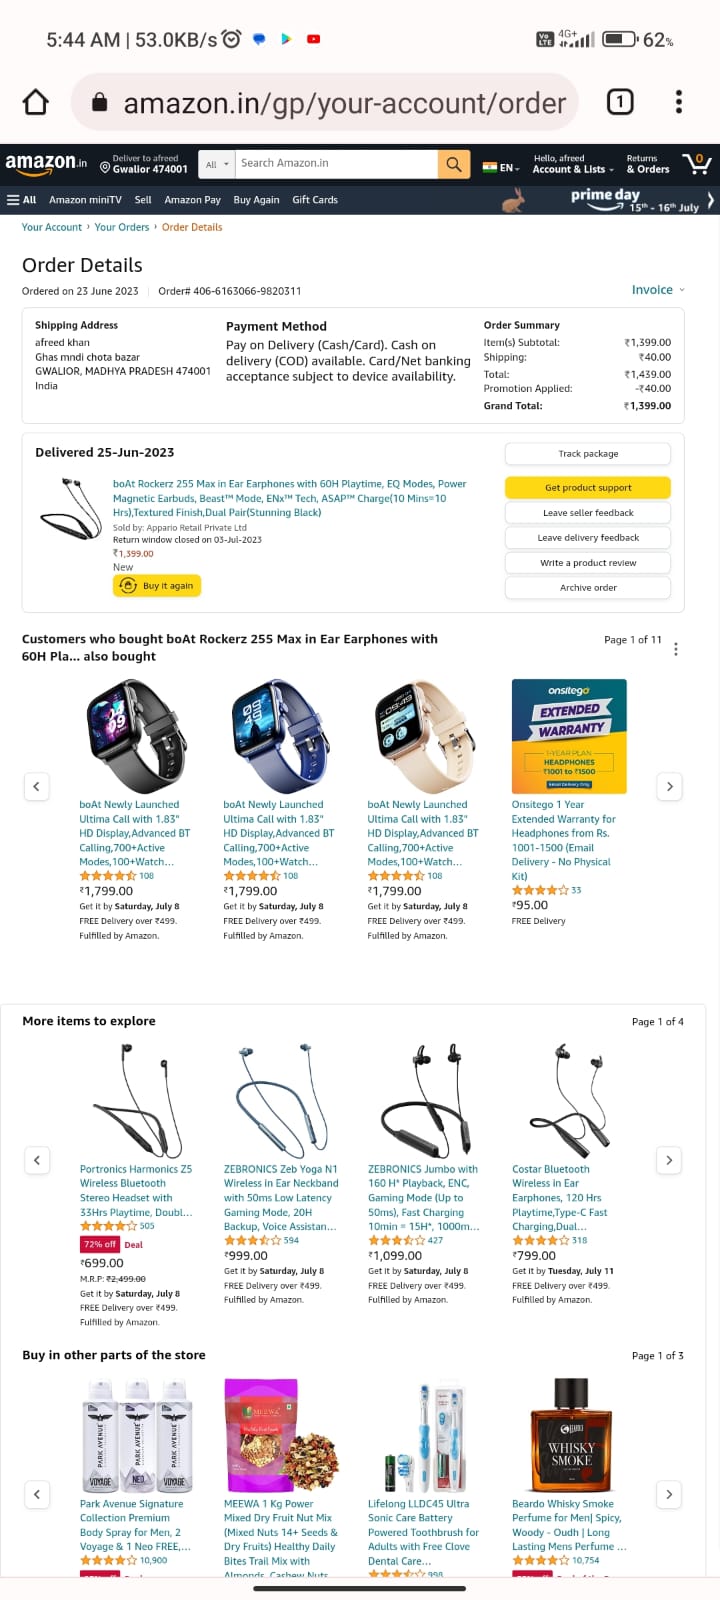 5:44 AM | 53.0KB/s
Vo LTE 4G+ 62%
amazon.in/gp/your-account/order
1
amazon.in
Deliver to afreed
Gwalior 474001
All
Search Amazon.in
EN
Hello, afreed
Account & Lists
Returns
& Orders
0
All Amazon miniTV Sell Amazon Pay Buy Again Gift Cards
prime day
15th - 16th July
Your Account › Your Orders › Order Details
Order Details
Ordered on 23 June 2023 Order# 406-6163066-9820311
Invoice
Shipping Address
afreed khan
Ghas mndi chota bazar
GWALIOR, MADHYA PRADESH 474001
India
Payment Method
Pay on Delivery (Cash/Card). Cash on
delivery (COD) available. Card/Net banking
acceptance subject to device availability.
Order Summary
Item(s) Subtotal: ₹1,399.00
Shipping: ₹40.00
Total: ₹1,439.00
Promotion Applied: -₹40.00
Grand Total: ₹1,399.00
Delivered 25-Jun-2023
boAt Rockerz 255 Max in Ear Earphones with 60H Playtime, EQ Modes, Power
Magnetic Earbuds, Beast™ Mode, ENx™ Tech, ASAP™ Charge(10 Mins=10
Hrs),Textured Finish,Dual Pair(Stunning Black)
Sold by: Appario Retail Private Ltd
Return window closed on 03-Jul-2023
₹1,399.00
New
Buy it again
Track package
Get product support
Leave seller feedback
Leave delivery feedback
Write a product review
Archive order
Customers who bought boAt Rockerz 255 Max in Ear Earphones with
60H Pla... also bought
Page 1 of 11
boAt Newly Launched
Ultima Call with 1.83"
HD Display,Advanced BT
Calling,700+Active
Modes,100+Watch...
108
₹1,799.00
Get it by Saturday, July 8
FREE Delivery over ₹499.
Fulfilled by Amazon.
boAt Newly Launched
Ultima Call with 1.83"
HD Display,Advanced BT
Calling,700+Active
Modes,100+Watch...
108
₹1,799.00
Get it by Saturday, July 8
FREE Delivery over ₹499.
Fulfilled by Amazon.
boAt Newly Launched
Ultima Call with 1.83"
HD Display,Advanced BT
Calling,700+Active
Modes,100+Watch...
108
₹1,799.00
Get it by Saturday, July 8
FREE Delivery over ₹499.
Fulfilled by Amazon.
onsitego
EXTENDED
WARRANTY
1-YEAR PLAN
HEADPHONES
₹1001 to ₹1500
Email Delivery Only
Onsitego 1 Year
Extended Warranty for
Headphones from Rs.
1001-1500 (Email
Delivery - No Physical
Kit)
33
₹95.00
FREE Delivery
More items to explore
Page 1 of 4
Portronics Harmonics Z5
Wireless Bluetooth
Stereo Headset with
33Hrs Playtime, Doubl...
505
72% off Deal
₹699.00
M.R.P: ₹2,499.00
Get it by Saturday, July 8
FREE Delivery over ₹499.
Fulfilled by Amazon.
ZEBRONICS Zeb Yoga N1
Wireless in Ear Neckband
with 50ms Low Latency
Gaming Mode, 20H
Backup, Voice Assistan...
594
₹999.00
Get it by Saturday, July 8
FREE Delivery over ₹499.
Fulfilled by Amazon.
ZEBRONICS Jumbo with
160 H* Playback, ENC,
Gaming Mode (Up to
50ms), Fast Charging
10min = 15H*, 1000m...
427
₹1,099.00
Get it by Saturday, July 8
FREE Delivery over ₹499.
Fulfilled by Amazon.
Costar Bluetooth
Wireless in Ear
Earphones, 120 Hrs
Playtime,Type-C Fast
Charging,Dual...
318
₹799.00
Get it by Tuesday, July 11
FREE Delivery over ₹499.
Fulfilled by Amazon.
Buy in other parts of the store
Page 1 of 3
PARK AVENUE
VOYAGE
PARK AVENUE
NEO
PARK AVENUE
VOYAGE
Park Avenue Signature
Collection Premium
Body Spray for Men, 2
Voyage & 1 Neo FREE,...
10,900
MEEWA
MEEWA 1 Kg Power
Mixed Dry Fruit Nut Mix
(Mixed Nuts 14+ Seeds &
Dry Fruits) Healthy Daily
Bites Trail Mix with
Almonds, Cashew Nuts
Lifelong LLDC45 Ultra
Sonic Care Battery
Powered Toothbrush for
Adults with Free Clove
Dental Care...
998
BEARDO
WHISKY
SMOKE
Beardo Whisky Smoke
Perfume for Men| Spicy,
Woody - Oudh | Long
Lasting Mens Perfume ...
10,754